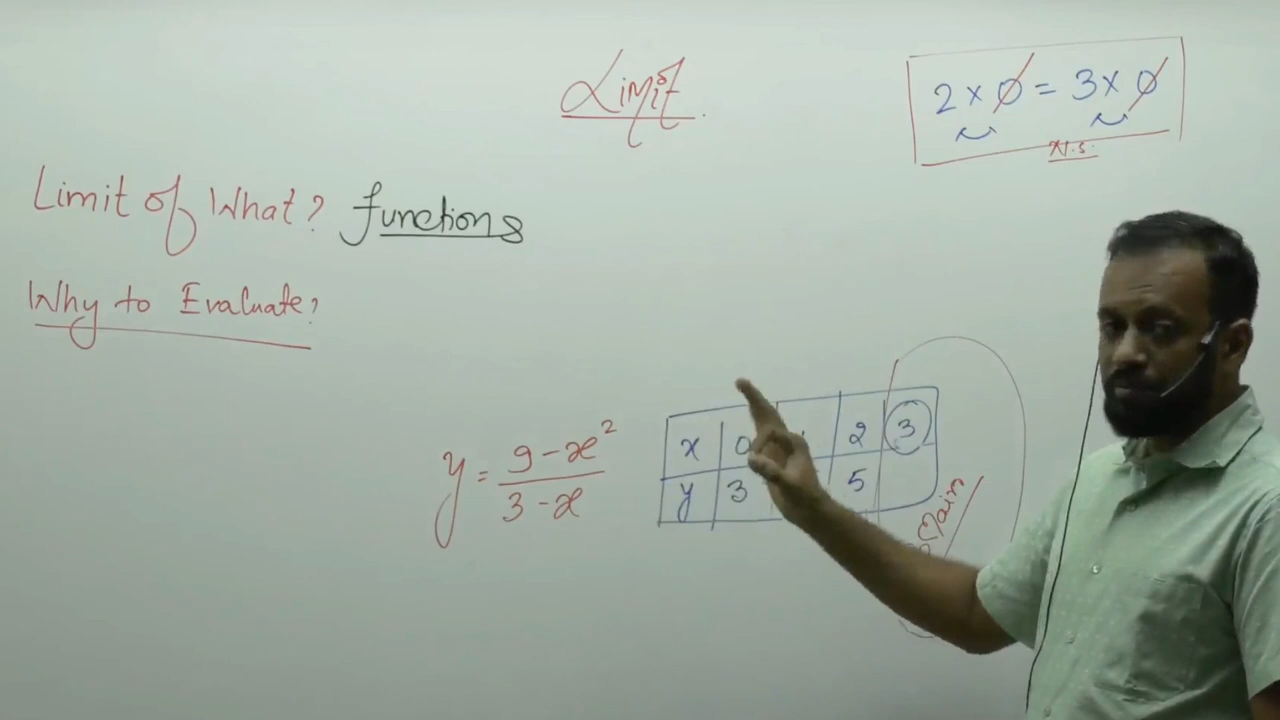 Limit
2 × 0 = 3 × 0
N.S.
Limit of What? functions
Why to Evaluate?
y = 9 - x² / 3 - x
x 0 2 3
y 3 5